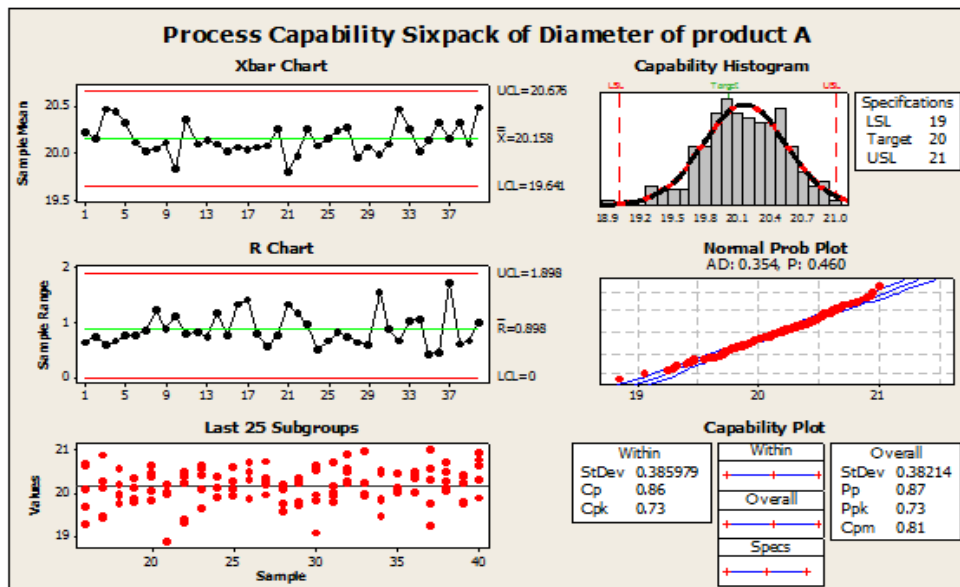 Process Capability Sixpack of Diameter of product A
Xbar Chart
Sample Mean
20.5
20.0
19.5
1 5 9 13 17 21 25 29 33 37
UCL=20.676
X=20.158
LCL=19.641
Capability Histogram
LSL Target USL
18.9 19.2 19.5 19.8 20.1 20.4 20.7 21.0
Specifications
LSL 19
Target 20
USL 21
R Chart
Sample Range
2
1
0
1 5 9 13 17 21 25 29 33 37
UCL=1.898
R=0.898
LCL=0
Normal Prob Plot
AD: 0.354, P: 0.460
19 20 21
Last 25 Subgroups
Values
21
20
19
20 25 30 35 40
Sample
Capability Plot
Within
StDev 0.385979
Cp 0.86
Cpk 0.73
Within
Overall
Specs
Overall
StDev 0.38214
Pp 0.87
Ppk 0.73
Cpm 0.81